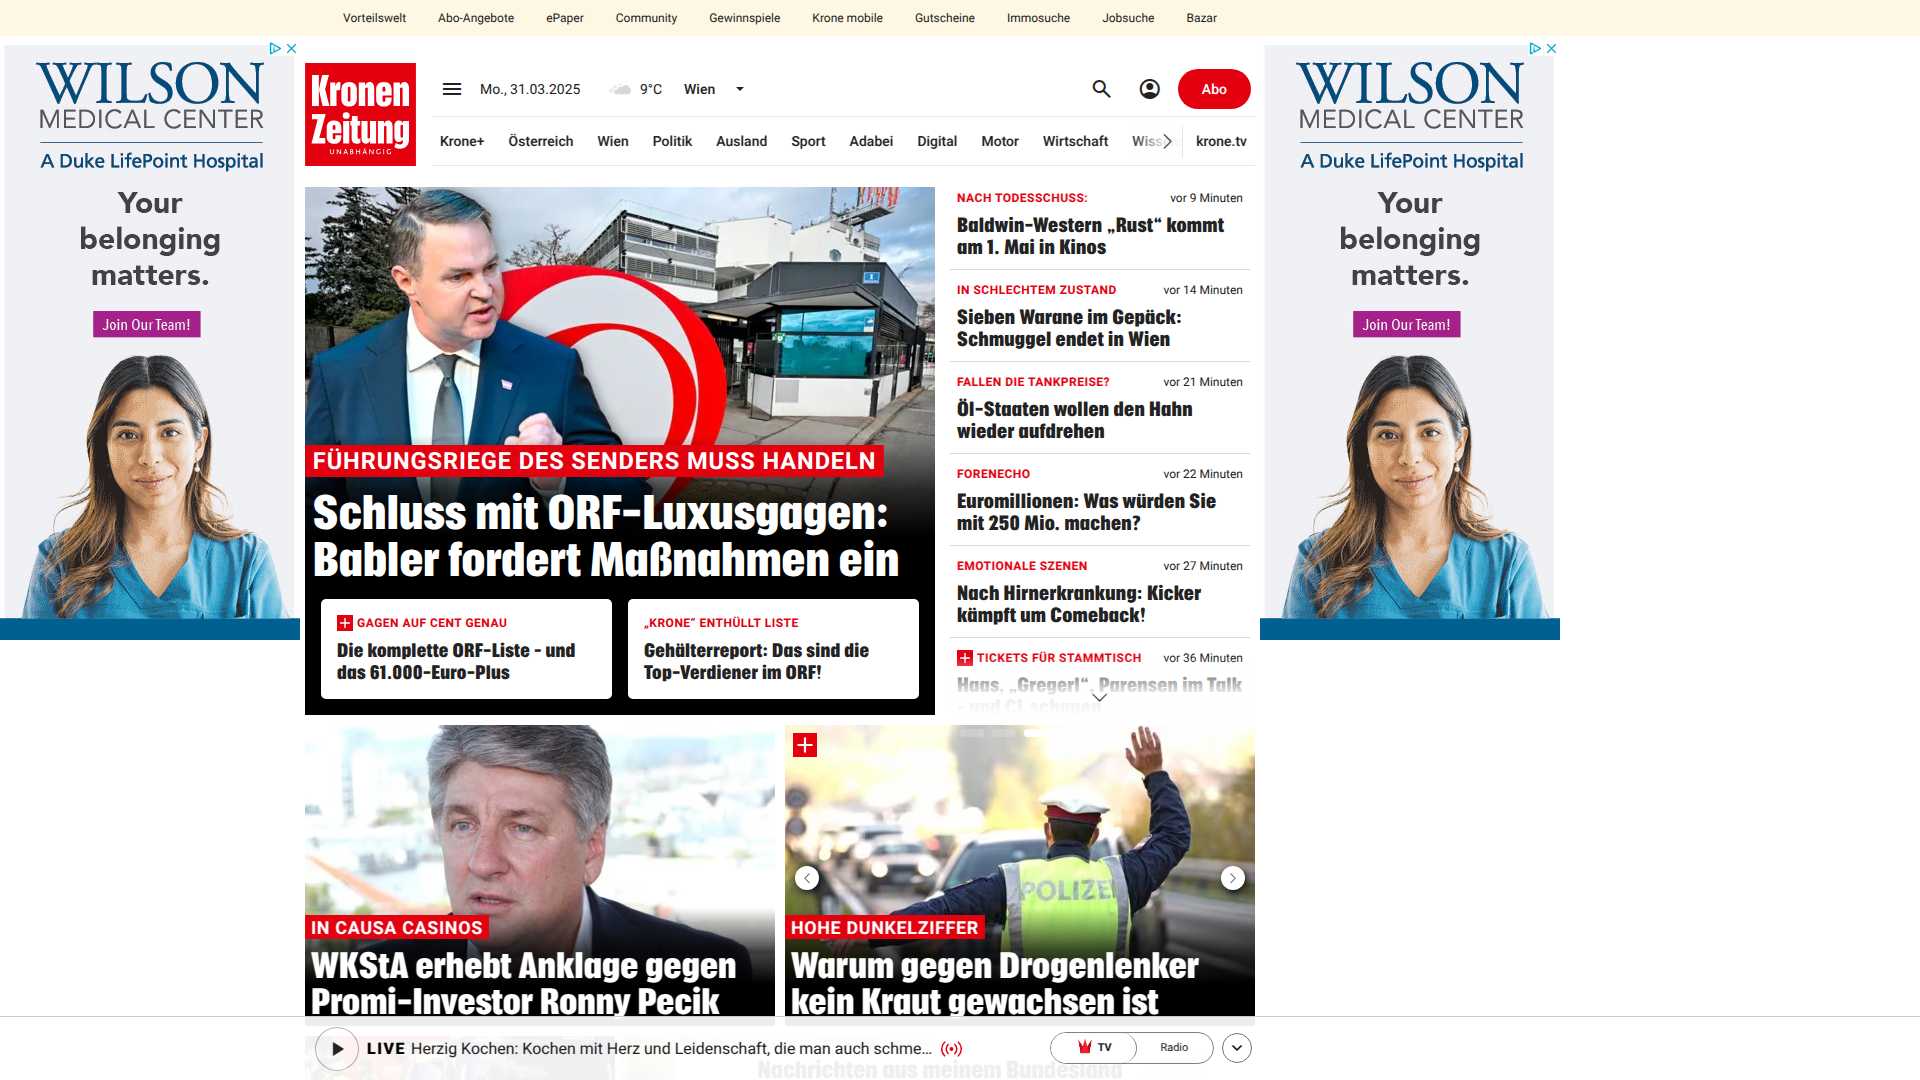 Vorteilswelt
Abo-Angebote
ePaper
Community
Gewinnspiele
Krone mobile
Gutscheine
Immosuche
Jobsuche
Bazar
WILSON
MEDICAL CENTER
A Duke LifePoint Hospital
Your
belonging
matters.
Join Our Team!
Kronen
Zeitung
UNABHÄNGIG
Mo., 31.03.2025
9°C
Wien
Abo
Krone+
Österreich
Wien
Politik
Ausland
Sport
Adabei
Digital
Motor
Wirtschaft
Wiss
krone.tv
FÜHRUNGSRIEGE DES SENDERS MUSS HANDELN
Schluss mit ORF-Luxusgagen:
Babler fordert Maßnahmen ein
GAGEN AUF CENT GENAU
Die komplette ORF-Liste - und
das 61.000-Euro-Plus
„KRONE“ ENTHÜLLT LISTE
Gehälterreport: Das sind die
Top-Verdiener im ORF!
NACH TODESSCHUSS:
vor 9 Minuten
Baldwin-Western „Rust“ kommt
am 1. Mai in Kinos
IN SCHLECHTEM ZUSTAND
vor 14 Minuten
Sieben Warane im Gepäck:
Schmuggel endet in Wien
FALLEN DIE TANKPREISE?
vor 21 Minuten
Öl-Staaten wollen den Hahn
wieder aufdrehen
FORENECHO
vor 22 Minuten
Euromillionen: Was würden Sie
mit 250 Mio. machen?
EMOTIONALE SZENEN
vor 27 Minuten
Nach Hirnerkrankung: Kicker
kämpft um Comeback!
TICKETS FÜR STAMMTISCH
vor 36 Minuten
Haas, „Gregerl“, Parensen im Talk
- und CL schauen
WILSON
MEDICAL CENTER
A Duke LifePoint Hospital
Your
belonging
matters.
Join Our Team!
IN CAUSA CASINOS
WKStA erhebt Anklage gegen
Promi-Investor Ronny Pecik
POLIZEI
HOHE DUNKELZIFFER
Warum gegen Drogenlenker
kein Kraut gewachsen ist
LIVE Herzig Kochen: Kochen mit Herz und Leidenschaft, die man auch schme...
TV
Radio
Nachrichten aus meinem Bundesland